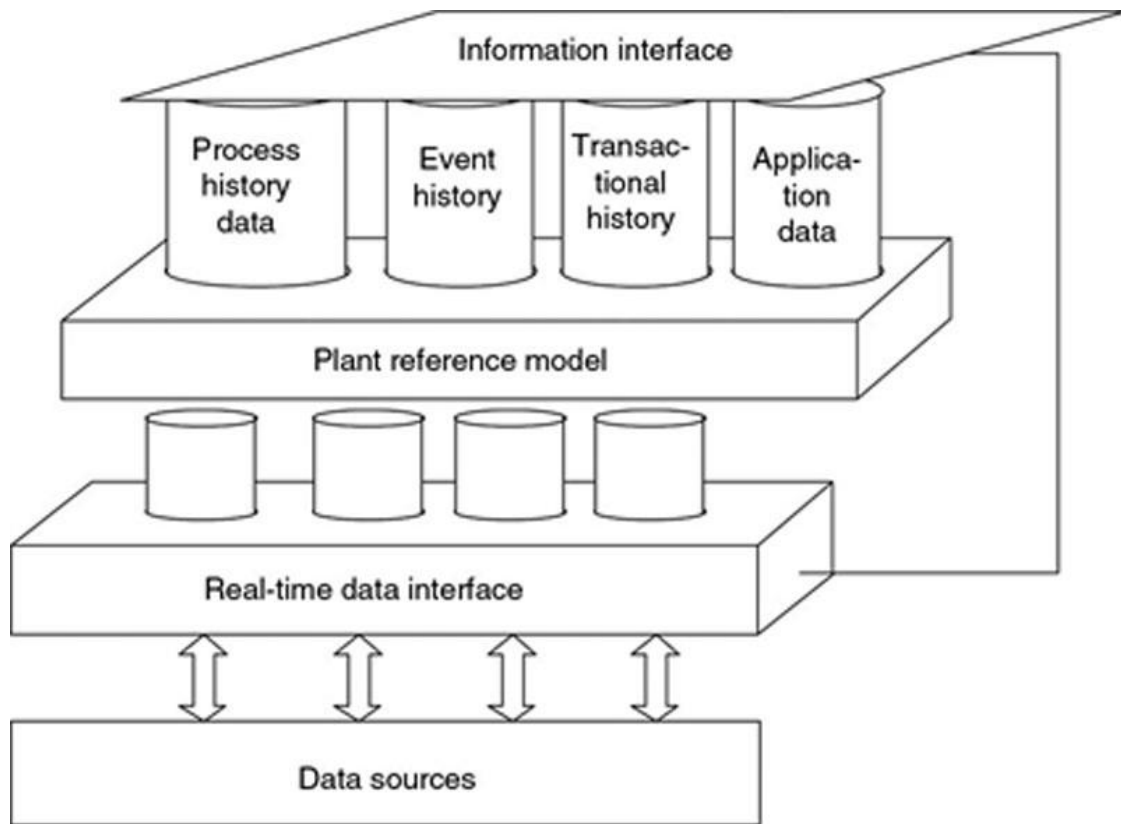 Information interface
Process
history
data
Event
history
Transac-
tional
history
Applica-
tion
data
Plant reference model
Real-time data interface
Data sources